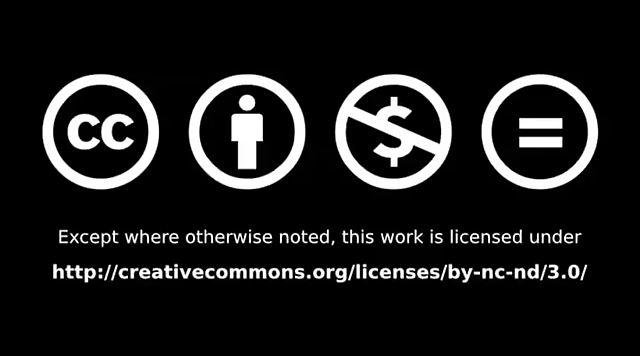 cc
$
=
Except where otherwise noted, this work is licensed under
http://creativecommons.org/licenses/by-nc-nd/3.0/